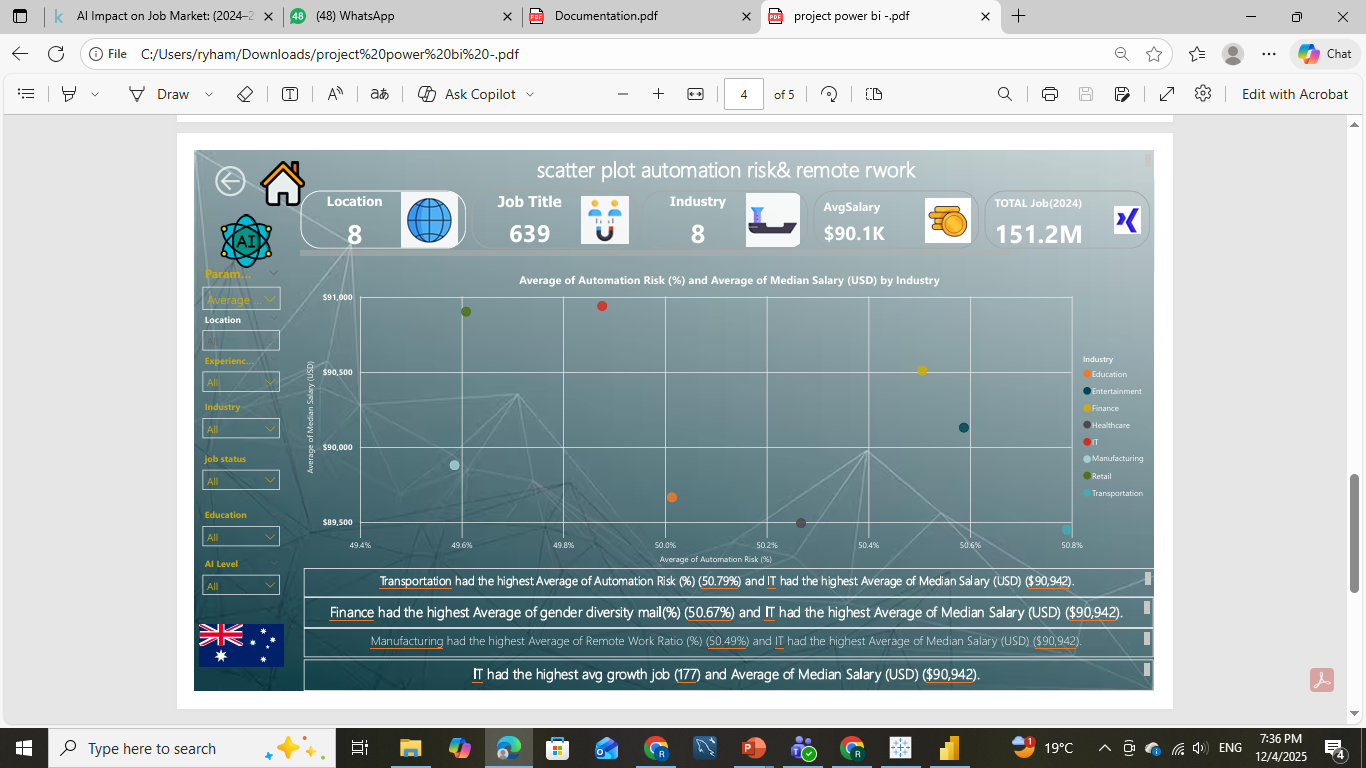 AI Impact on Job Market: (2024–2
48
(48) WhatsApp
Documentation.pdf
project power bi -.pdf
File
C:/Users/ryham/Downloads/project%20power%20bi%20-.pdf
Chat
Draw
Ask Copilot
4
of 5
Edit with Acrobat
scatter plot automation risk& remote rwork
Location
8
Job Title
639
Industry
8
AvgSalary
$90.1K
TOTAL Job(2024)
151.2M
AI
Param...
Average ...
Location
All
Experienc...
All
Industry
All
job status
All
Education
All
AI Level
All
Average of Automation Risk (%) and Average of Median Salary (USD) by Industry
Average of Median Salary (USD)
$91,000
$90,500
$90,000
$89,500
49.4%
49.6%
49.8%
50.0%
50.2%
50.4%
50.6%
50.8%
Average of Automation Risk (%)
Industry
Education
Entertainment
Finance
Healthcare
IT
Manufacturing
Retail
Transportation
Transportation had the highest Average of Automation Risk (%) (50.79%) and IT had the highest Average of Median Salary (USD) ($90,942).
Finance had the highest Average of gender diversity mail(%) (50.67%) and IT had the highest Average of Median Salary (USD) ($90,942).
Manufacturing had the highest Average of Remote Work Ratio (%) (50.49%) and IT had the highest Average of Median Salary (USD) ($90,942).
IT had the highest avg growth job (177) and Average of Median Salary (USD) ($90,942).
Type here to search
1
19°C
ENG
7:36 PM
12/4/2025
4